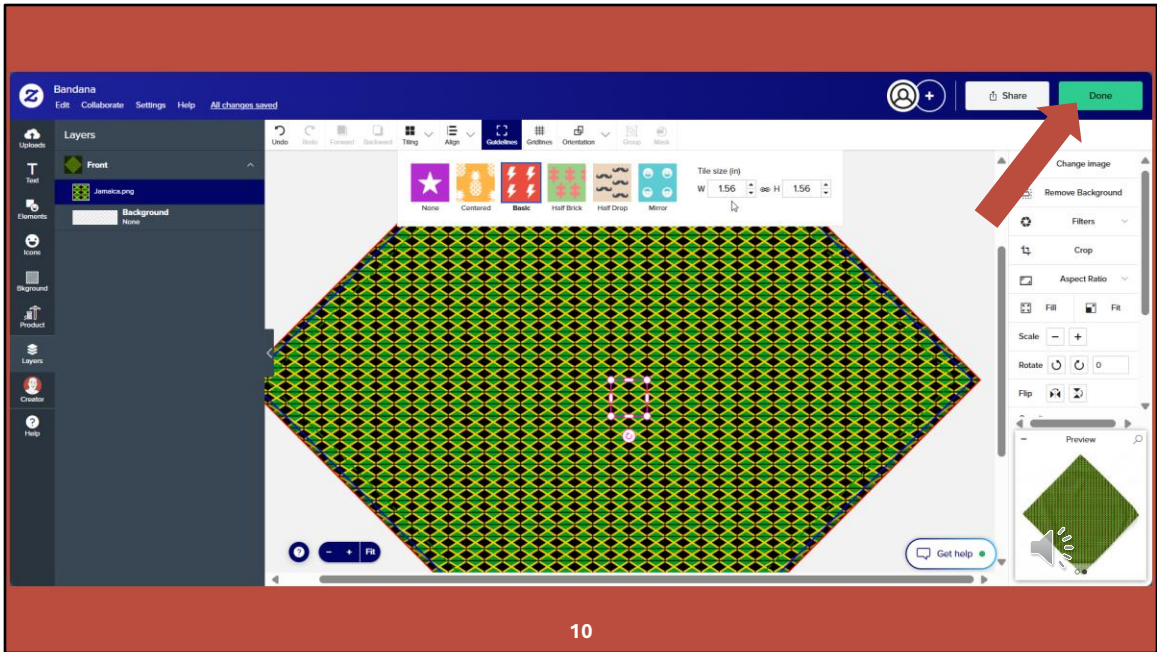 Bandana
Edit Collaborate Settings Help All changes saved
+
Share
Done
Uploads
Text
Elements
Icons
Bkground
Product
Layers
Creator
Help
Layers
Front
Jamaica.png
Background
None
Undo Redo Forward Backward Tiling Align Guidelines Gridlines Orientation Group Mask
None Centered Basic Half Brick Half Drop Mirror
Tile size (in)
W 1.56 H 1.56
Change image
Remove Background
Filters
Crop
Aspect Ratio
Fill Fit
Scale - +
Rotate 0
Flip
- Preview
? - + Fit
Get help
10